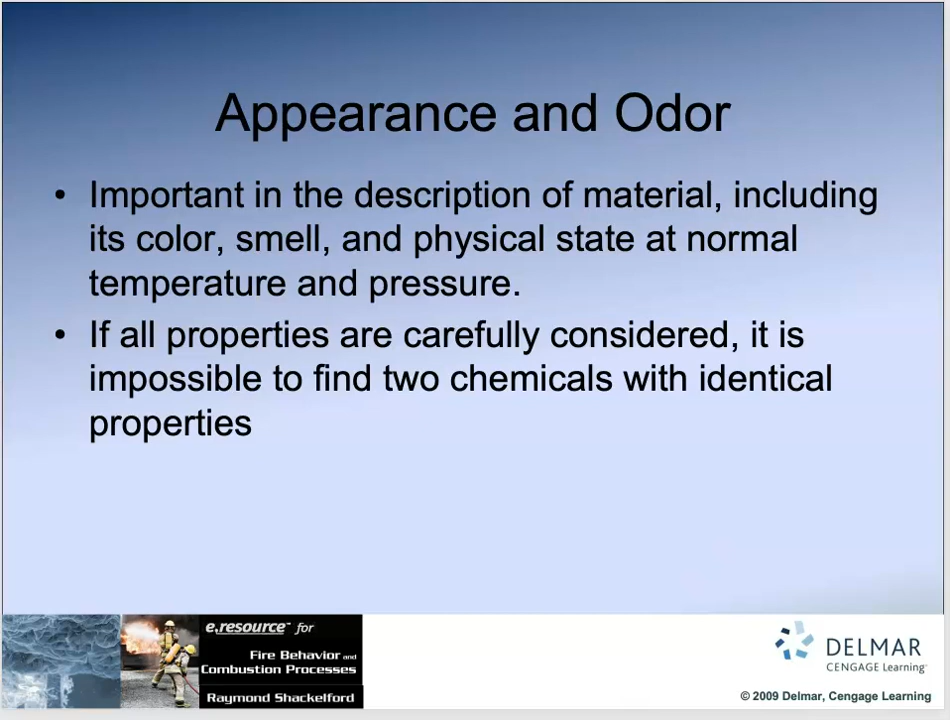 Appearance and Odor
• Important in the description of material, including
its color, smell, and physical state at normal
temperature and pressure.
• If all properties are carefully considered, it is
impossible to find two chemicals with identical
properties
e.resource™ for
Fire Behavior and
Combustion Processes
Raymond Shackelford
DELMAR
CENGAGE Learning™
© 2009 Delmar, Cengage Learning